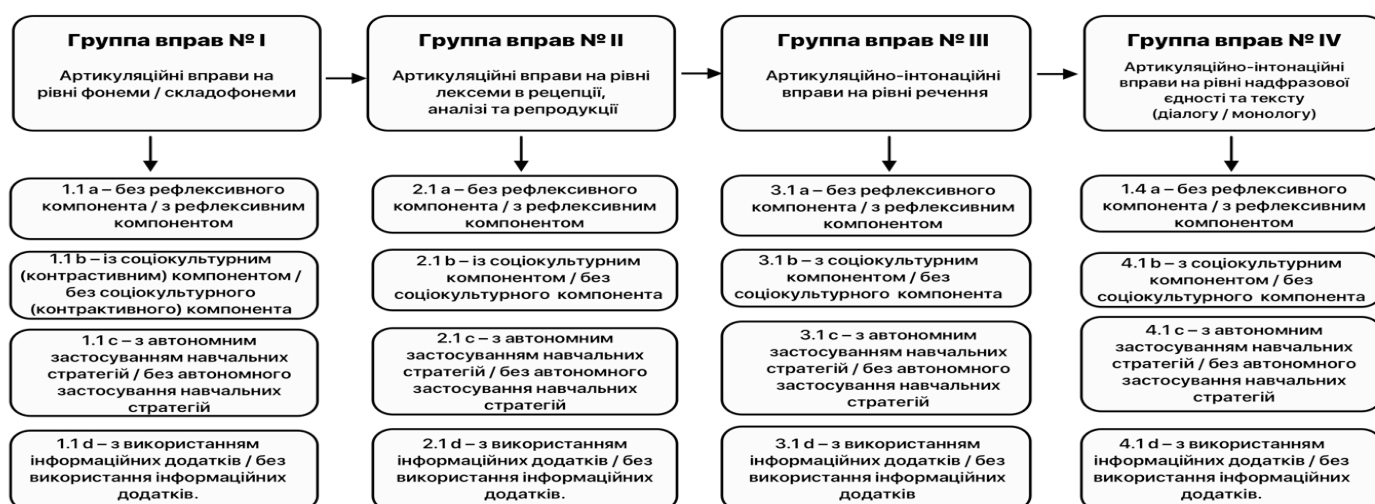 Группа вправ № I
Артикуляційні вправи на
рівні фонеми / складофонеми
Группа вправ № II
Артикуляційні вправи на рівні
лексеми в рецепції,
аналізі та репродукції
Группа вправ № III
Артикуляційно-інтонаційні
вправи на рівні речення
Группа вправ № IV
Артикуляційно-інтонаційні
вправи на рівні надфразової
єдності та тексту
(діалогу / монологу)
1.1 a – без рефлексивного
компонента / з рефлексивним
компонентом
2.1 a – без рефлексивного
компонента / з рефлексивним
компонентом
3.1 a – без рефлексивного
компонента / з рефлексивним
компонентом
1.4 a – без рефлексивного
компонента / з рефлексивним
компонентом
1.1 b – із соціокультурним
(контрастивним) компонентом /
без соціокультурного
(контрактивного) компонента
2.1 b – із соціокультурним
компонентом / без
соціокультурного компонента
3.1 b – з соціокультурним
компонентом / без
соціокультурного компонента
4.1 b – з соціокультурним
компонентом / без
соціокультурного компонента
1.1 c – з автономним
застосуванням навчальних
стратегій / без автономного
застосування навчальних
стратегій
2.1 c – з автономним
застосуванням навчальних
стратегій / без автономного
застосування навчальних
стратегій
3.1 c – з автономним
застосуванням навчальних
стратегій / без автономного
застосування навчальних
стратегій
4.1 c – з автономним
застосуванням навчальних
стратегій / без автономного
застосування навчальних
стратегій
1.1 d – з використанням
інформаційних додатків / без
використання інформаційних
додатків.
2.1 d – з використанням
інформаційних додатків / без
використання інформаційних
додатків.
3.1 d – з використанням
інформаційних додатків / без
використання інформаційних
додатків
4.1 d – з використанням
інформаційних додатків / без
використання інформаційних
додатків.